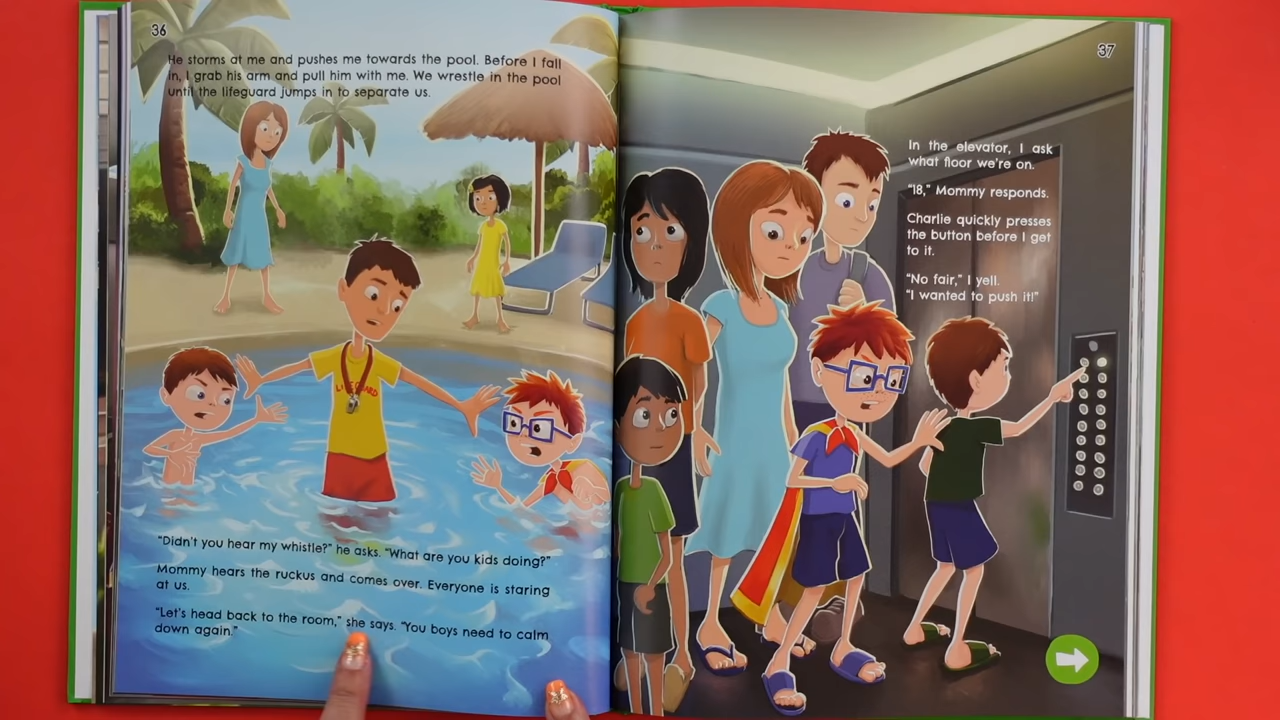 36
He storms at me and pushes me towards the pool. Before I fall
in, I grab his arm and pull him with me. We wrestle in the pool
until the lifeguard jumps in to separate us.
LIFEGUARD
"Didn't you hear my whistle?" he asks. "What are you kids doing?"
Mommy hears the ruckus and comes over. Everyone is staring
at us.
"Let's head back to the room," she says. "You boys need to calm
down again."
37
In the elevator, I ask
what floor we're on.
"18," Mommy responds.
Charlie quickly presses
the button before I get
to it.
"No fair," I yell.
"I wanted to push it!"